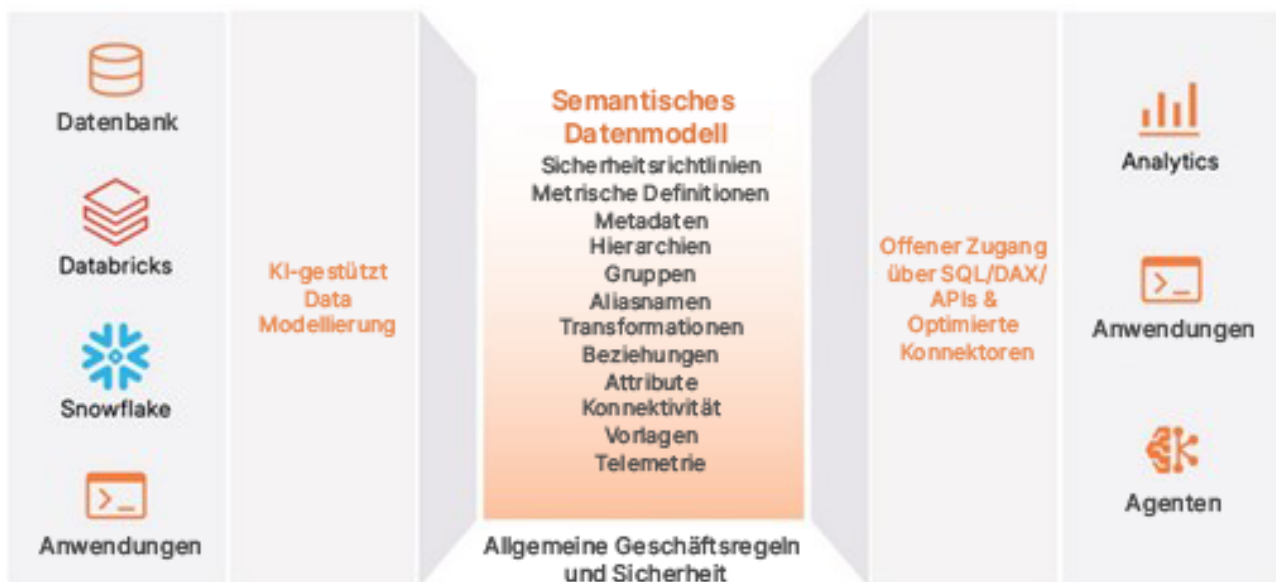 Datenbank
Databricks
Snowflake
Anwendungen
KI-gestützt
Data
Modellierung
Semantisches
Datenmodell
Sicherheitsrichtlinien
Metrische Definitionen
Metadaten
Hierarchien
Gruppen
Aliasnamen
Transformationen
Beziehungen
Attribute
Konnektivität
Vorlagen
Telemetrie
Allgemeine Geschäftsregeln
und Sicherheit
Offener Zugang
über SQL/DAX/
APIs &
Optimierte
Konnektoren
Analytics
Anwendungen
Agenten